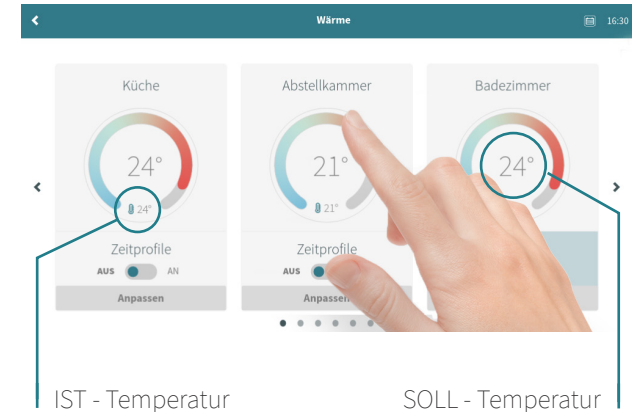 Wärme
16:30
Küche
24°
24°
Zeitprofile
AUS AN
Anpassen
Abstellkammer
21°
21°
Zeitprofile
AUS
Anpassen
Badezimmer
24°
IST - Temperatur
SOLL - Temperatur